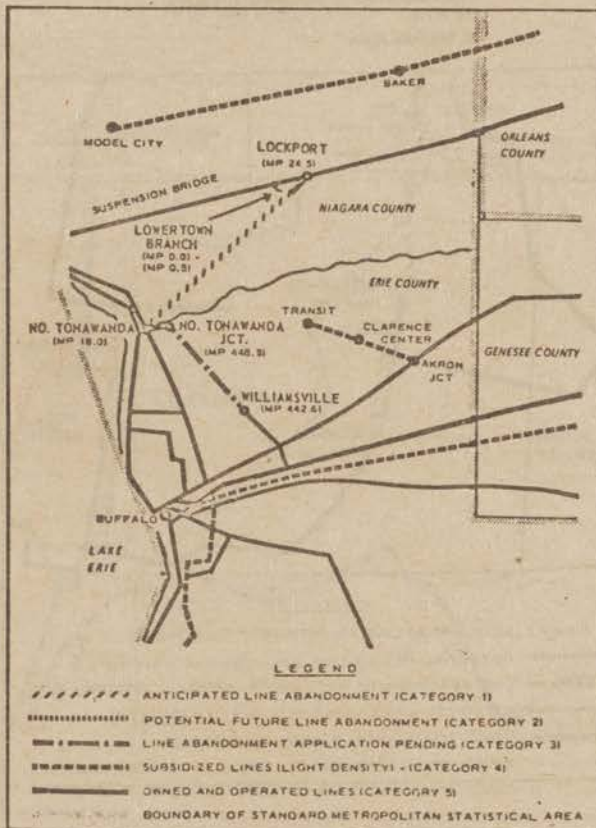 BAKER
MODEL CITY
LOCKPORT
(MP 24.5)
ORLEANS
COUNTY
SUSPENSION BRIDGE
NIAGARA COUNTY
LOWERTOWN
BRANCH
(MP 0.0) -
(MP 0.5)
ERIE COUNTY
TRANSIT
NO. TONAWANDA
(MP 18.0)
NO. TONAWANDA
JCT.
(MP 448.3)
CLARENCE
CENTER
GENESEE COUNTY
AKRON
JCT
WILLIAMSVILLE
(MP 442.6)
BUFFALO
LAKE
ERIE
LEGEND
ANTICIPATED LINE ABANDONMENT (CATEGORY 1)
POTENTIAL FUTURE LINE ABANDONMENT (CATEGORY 2)
LINE ABANDONMENT APPLICATION PENDING (CATEGORY 3)
SUBSIDIZED LINES (LIGHT DENSITY) - (CATEGORY 4)
OWNED AND OPERATED LINES (CATEGORY 5)
BOUNDARY OF STANDARD METROPOLITAN STATISTICAL AREA